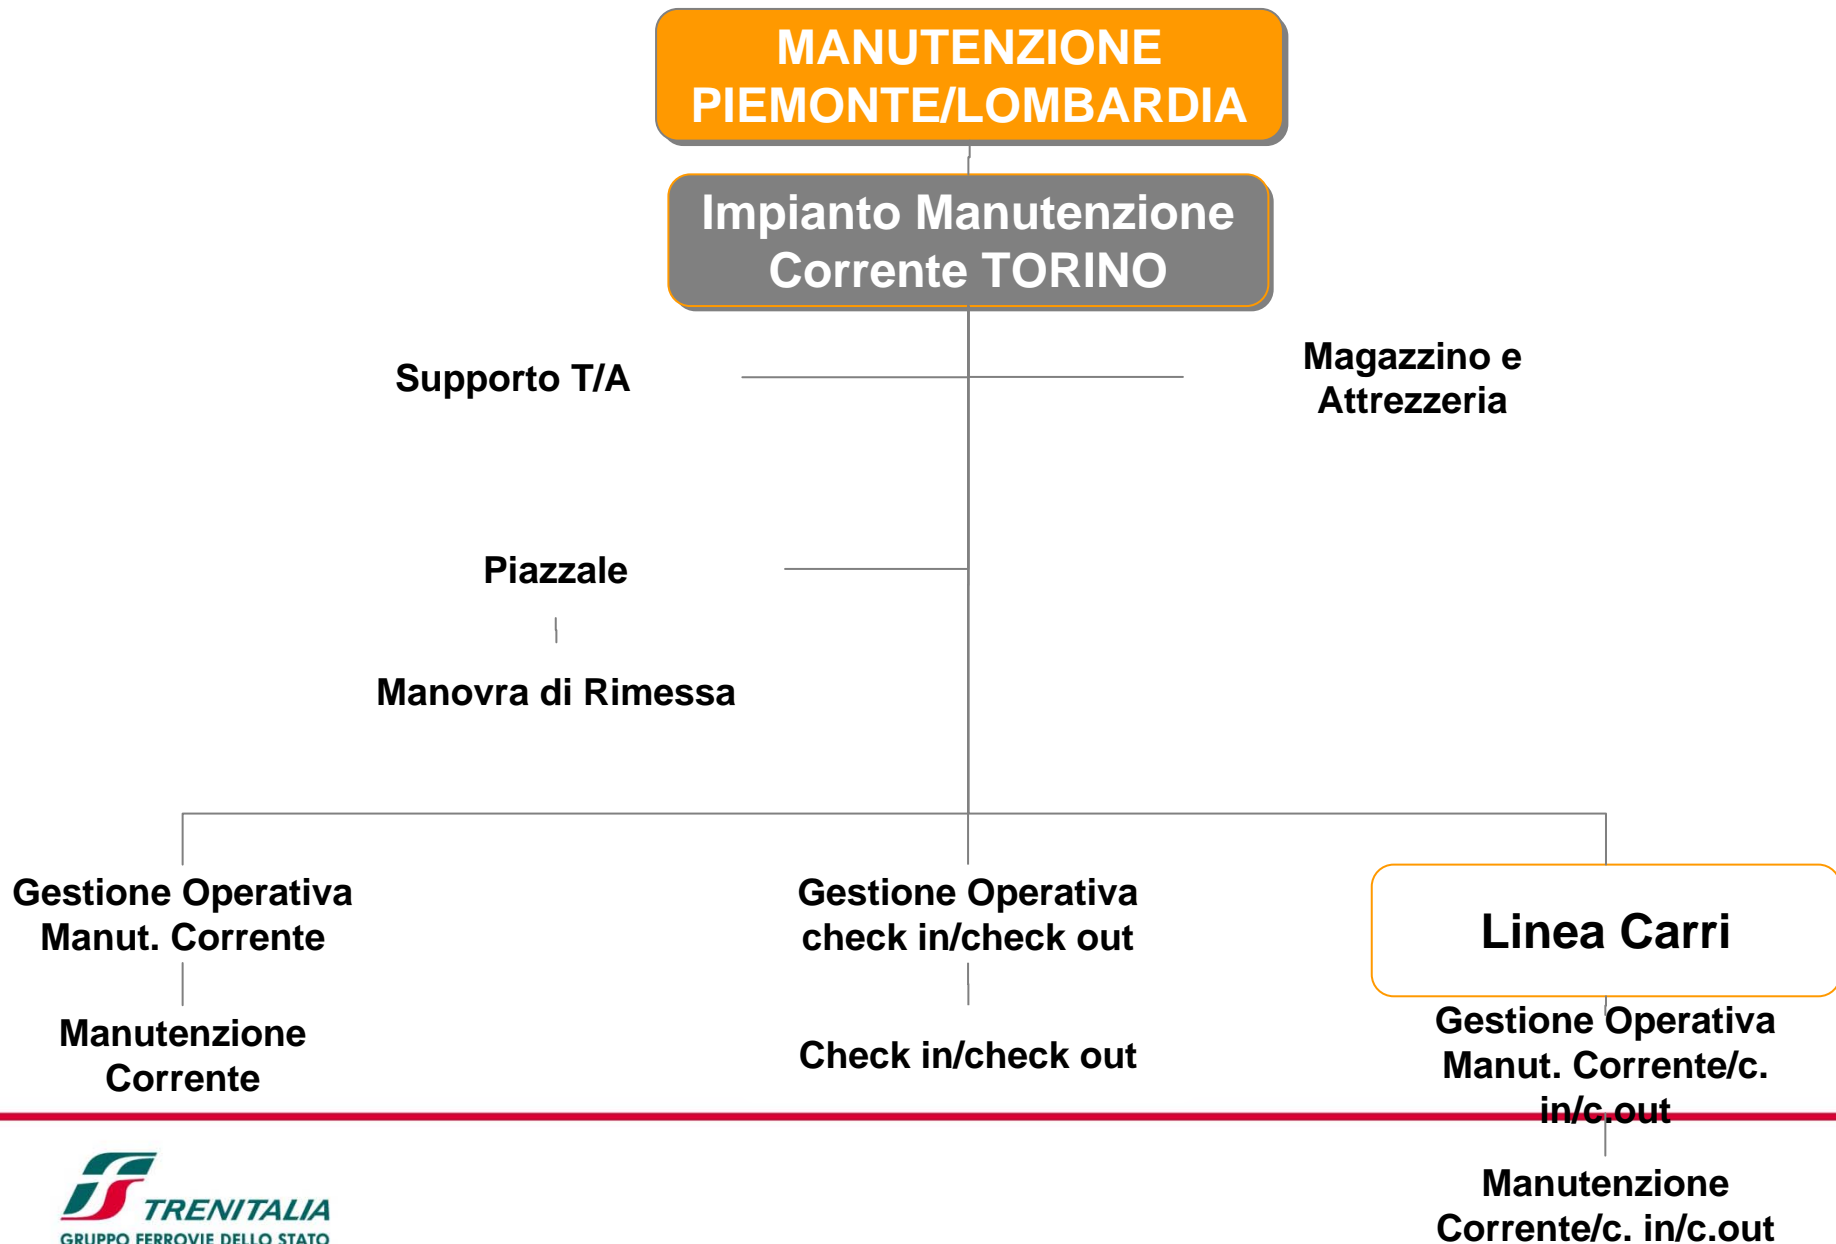 MANUTENZIONE
PIEMONTE/LOMBARDIA
Impianto Manutenzione
Corrente TORINO
Supporto T/A
Magazzino e
Attrezzeria
Piazzale
Manovra di Rimessa
Gestione Operativa
Manut. Corrente
Gestione Operativa
check in/check out
Linea Carri
Manutenzione
Corrente
Check in/check out
Gestione Operativa
Manut. Corrente/c.
in/c.out
Manutenzione
Corrente/c. in/c.out
TRENITALIA
GRUPPO FERROVIE DELLO STATO